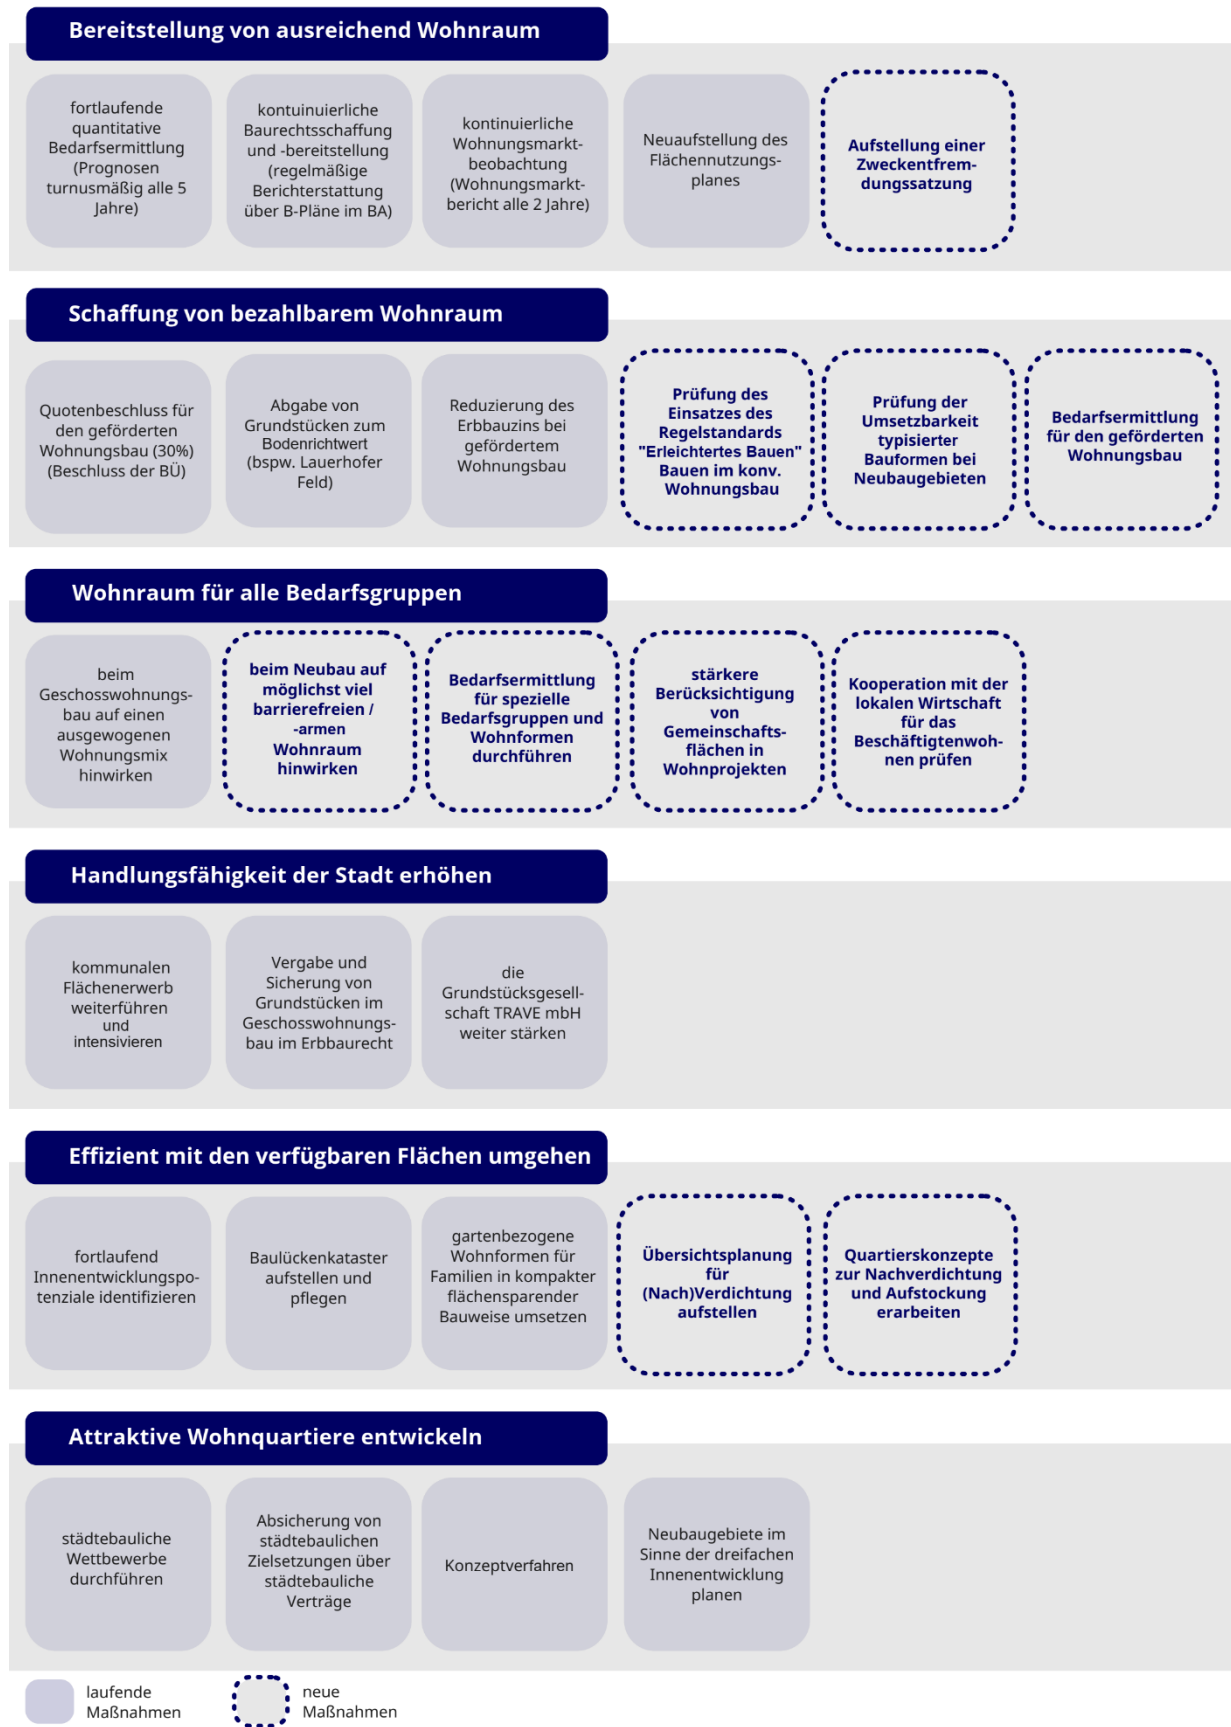 Bereitstellung von ausreichend Wohnraum
fortlaufende
quantitative
Bedarfsermittlung
(Prognosen
turnusmäßig alle 5
Jahre)
kontuinuierliche
Baurechtsschaffung
und -bereitstellung
(regelmäßige
Berichterstattung
über B-Pläne im BA)
kontinuierliche
Wohnungsmarkt-
beobachtung
(Wohnungsmarkt-
bericht alle 2 Jahre)
Neuaufstellung des
Flächennutzungs-
planes
Aufstellung einer
Zweckentfrem-
dungssatzung
Schaffung von bezahlbarem Wohnraum
Quotenbeschluss für
den geförderten
Wohnungsbau (30%)
(Beschluss der BÜ)
Abgabe von
Grundstücken zum
Bodenrichtwert
(bspw. Lauerhofer
Feld)
Reduzierung des
Erbbauzins bei
gefördertem
Wohnungsbau
Prüfung des
Einsatzes des
Regelstandards
"Erleichtertes Bauen"
Bauen im konv.
Wohnungsbau
Prüfung der
Umsetzbarkeit
typisierter
Bauformen bei
Neubaugebieten
Bedarfsermittlung
für den geförderten
Wohnungsbau
Wohnraum für alle Bedarfsgruppen
beim
Geschosswohnungs-
bau auf einen
ausgewogenen
Wohnungsmix
hinwirken
beim Neubau auf
möglichst viel
barrierefreien /
-armen
Wohnraum
hinwirken
Bedarfsermittlung
für spezielle
Bedarfsgruppen und
Wohnformen
durchführen
stärkere
Berücksichtigung
von
Gemeinschafts-
flächen in
Wohnprojekten
Kooperation mit der
lokalen Wirtschaft
für das
Beschäftigtenwoh-
nen prüfen
Handlungsfähigkeit der Stadt erhöhen
kommunalen
Flächenerwerb
weiterführen
und
intensivieren
Vergabe und
Sicherung von
Grundstücken im
Geschosswohnungs-
bau im Erbbaurecht
die
Grundstücksgesell-
schaft TRAVE mbH
weiter stärken
Effizient mit den verfügbaren Flächen umgehen
fortlaufend
Innenentwicklungspo-
tenziale identifizieren
Baulückenkataster
aufstellen und
pflegen
gartenbezogene
Wohnformen für
Familien in kompakter
flächensparender
Bauweise umsetzen
Übersichtsplanung
für
(Nach)Verdichtung
aufstellen
Quartierskonzepte
zur Nachverdichtung
und Aufstockung
erarbeiten
Attraktive Wohnquartiere entwickeln
städtebauliche
Wettbewerbe
durchführen
Absicherung von
städtebaulichen
Zielsetzungen über
städtebauliche
Verträge
Konzeptverfahren
Neubaugebiete im
Sinne der dreifachen
Innenentwicklung
planen
laufende
Maßnahmen
neue
Maßnahmen